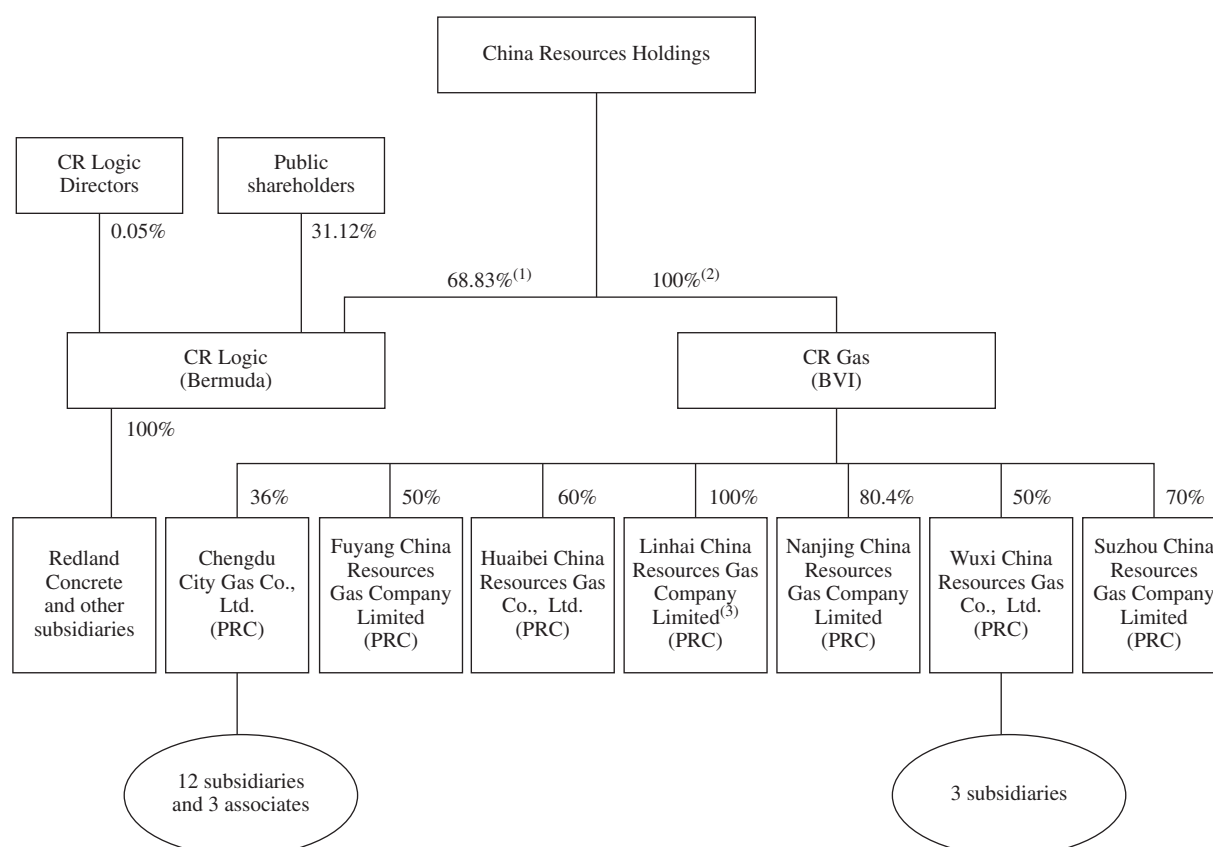 China Resources Holdings
CR Logic
Directors
Public
shareholders
0.05%
31.12%
68.83%(1)
100%(2)
CR Logic
(Bermuda)
CR Gas
(BVI)
100%
36%
50%
60%
100%
80.4%
50%
70%
Redland
Concrete
and other
subsidiaries
Chengdu
City Gas Co.,
Ltd.
(PRC)
Fuyang China
Resources
Gas Company
Limited
(PRC)
Huaibei China
Resources Gas
Co., Ltd.
(PRC)
Linhai China
Resources Gas
Company
Limited(3)
(PRC)
Nanjing China
Resources
Gas Company
Limited
(PRC)
Wuxi China
Resources Gas
Co., Ltd.
(PRC)
Suzhou China
Resources
Gas Company
Limited
(PRC)
12 subsidiaries
and 3 associates
3 subsidiaries